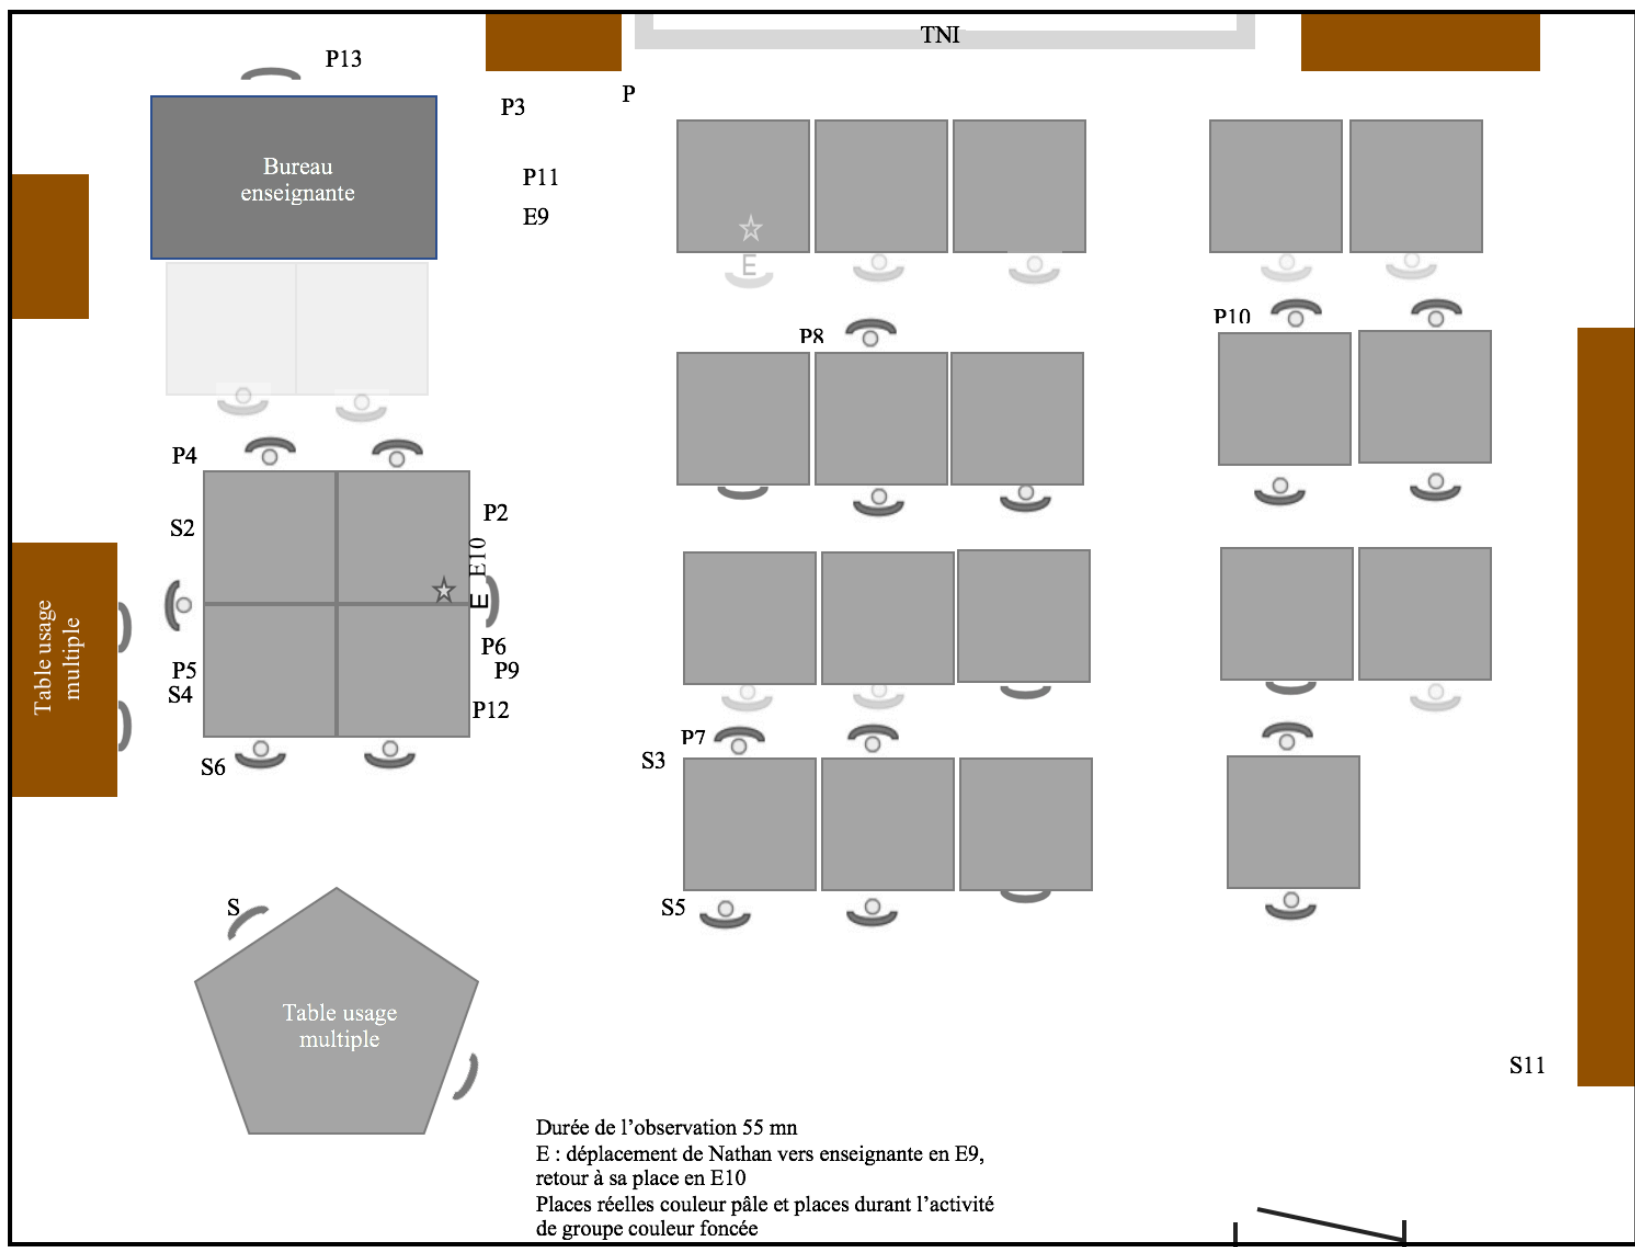 TNI
P13
P
P3
Bureau
enseignante
P11
E9
P10
P8
P4
P2
S2
E10
E
E
P6
P5
P9
S4
P12
Table usage
multiple
P7
S3
S6
S
S5
Table usage
multiple
S11
Durée de l’observation 55 mn
E : déplacement de Nathan vers enseignante en E9,
retour à sa place en E10
Places réelles couleur pâle et places durant l’activité
de groupe couleur foncée